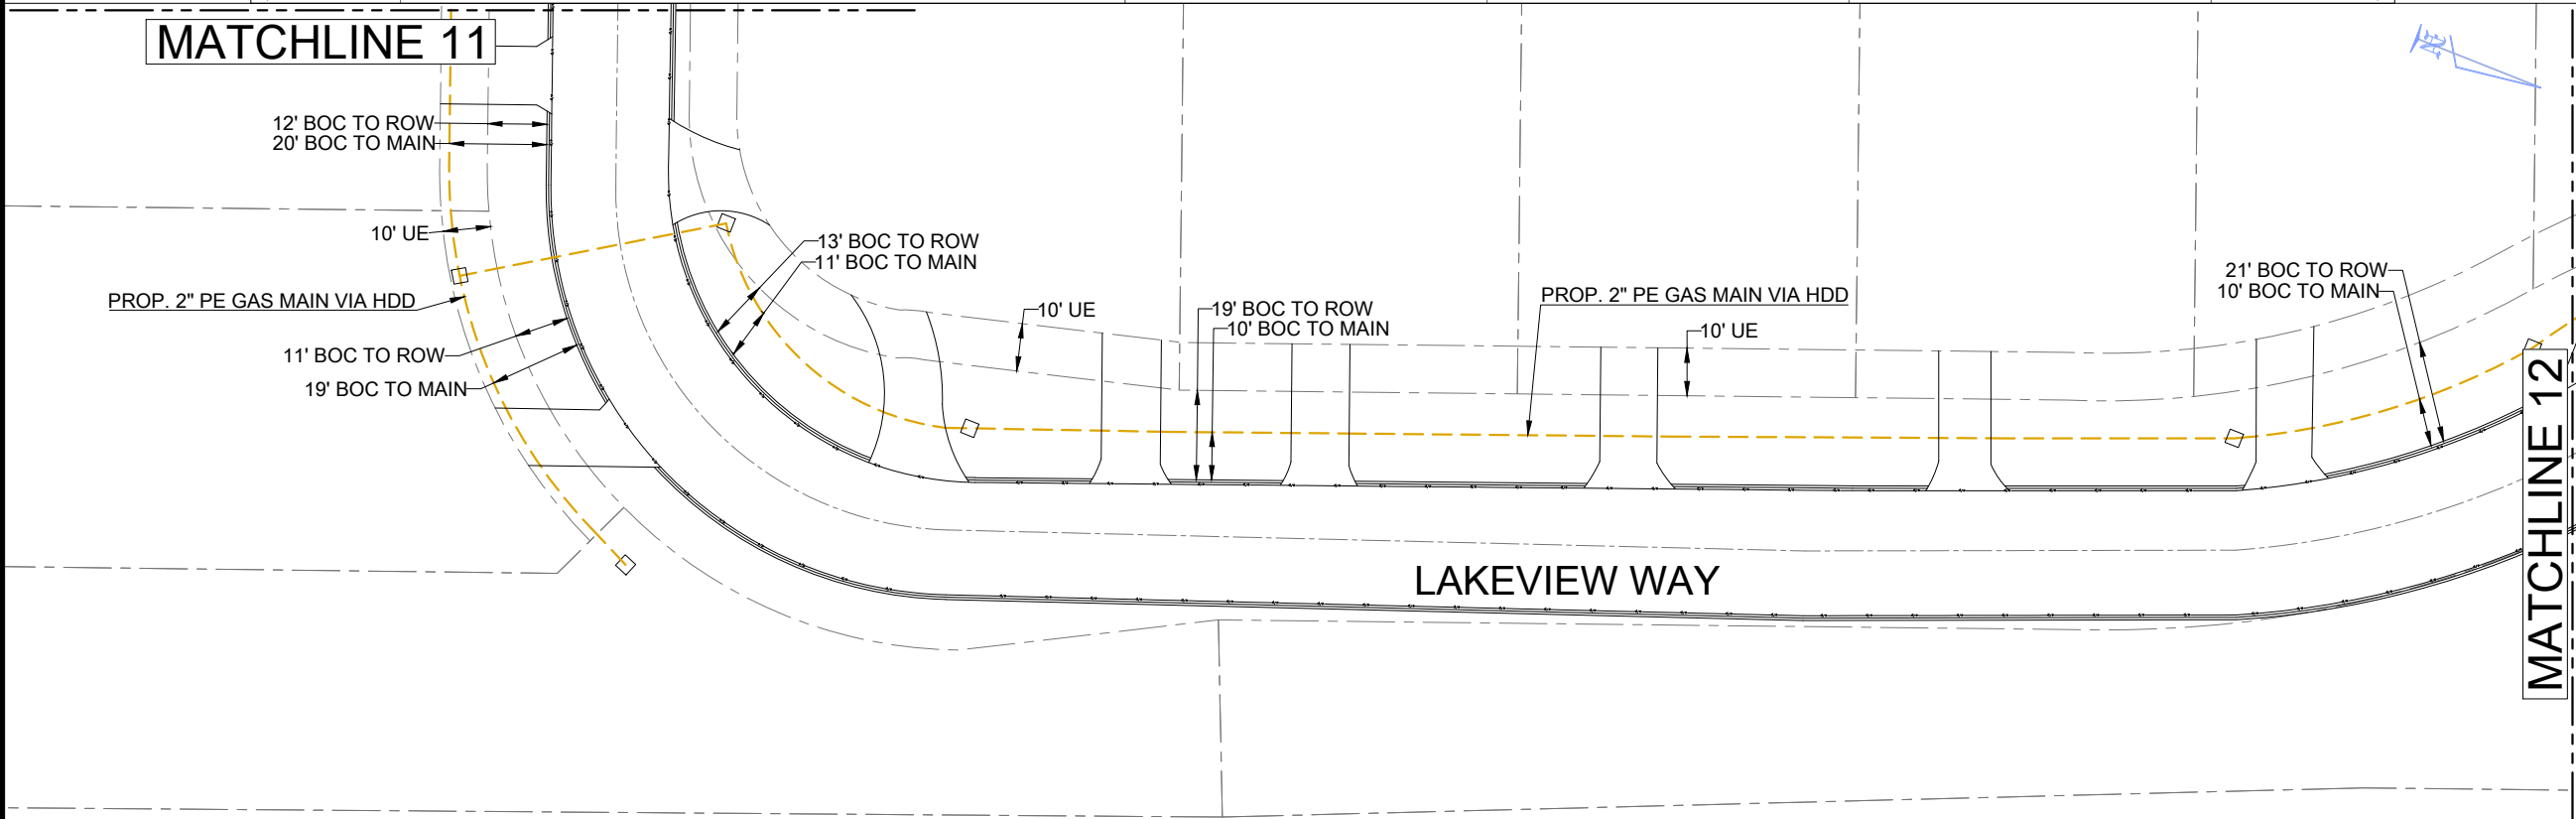 MATCHLINE 11
12' BOC TO ROW
20' BOC TO MAIN
10' UE
PROP. 2" PE GAS MAIN VIA HDD
11' BOC TO ROW
19' BOC TO MAIN
13' BOC TO ROW
11' BOC TO MAIN
10' UE
19' BOC TO ROW
10' BOC TO MAIN
PROP. 2" PE GAS MAIN VIA HDD
10' UE
21' BOC TO ROW
10' BOC TO MAIN
N
LAKEVIEW WAY
MATCHLINE 12